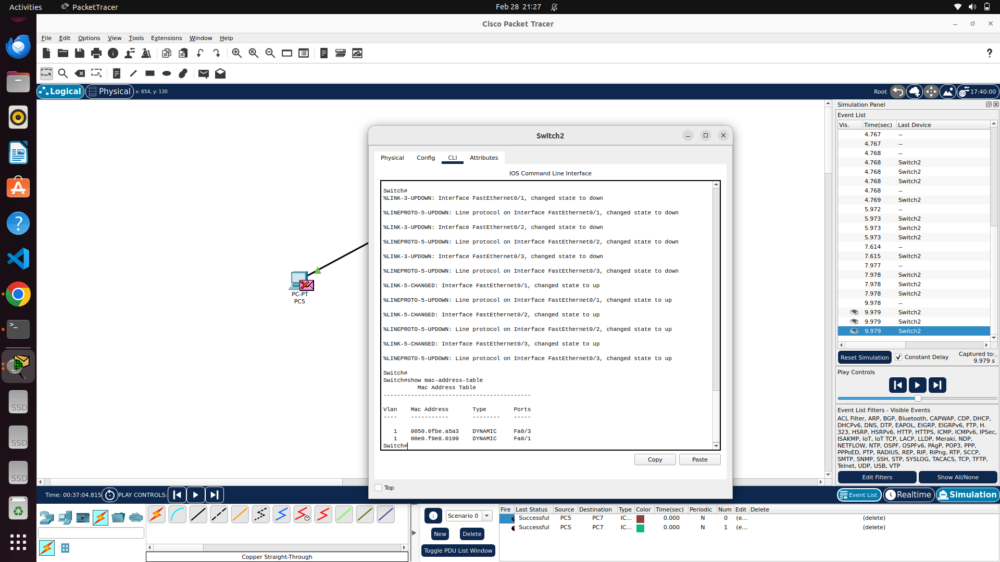 Activities
PacketTracer
Feb 28 21:27
Cisco Packet Tracer
File Edit Options View Tools Extensions Window Help
Logical
Physical
x: 654, y: 130
Root
17:40:00
Simulation Panel
Event List
Vis. Time(sec) Last Device
4.767 --
4.767 --
4.768 --
4.768 Switch2
4.768 Switch2
4.768 Switch2
4.768 --
4.769 Switch2
5.972 --
5.973 Switch2
5.973 Switch2
5.973 Switch2
7.614 --
7.615 Switch2
7.977 --
7.978 Switch2
7.978 Switch2
7.978 Switch2
9.978 --
9.979 Switch2
9.979 Switch2
9.979 Switch2
Reset Simulation
Constant Delay
Captured to:
9.979 s
Play Controls
Event List Filters - Visible Events
ACL Filter, ARP, BGP, Bluetooth, CAPWAP, CDP, DHCP,
DHCPv6, DNS, DTP, EAPOL, EIGRP, EIGRPv6, FTP, H.
323, HSRP, HSRPv6, HTTP, HTTPS, ICMP, ICMPv6, IPSec,
ISAKMP, IoT, IoT TCP, LACP, LLDP, Meraki, NDP,
NETFLOW, NTP, OSPF, OSPFv6, PAgP, POP3, PPP,
PPPoED, PTP, RADIUS, REP, RIP, RIPng, RTP, SCCP,
SMTP, SNMP, SSH, STP, SYSLOG, TACACS, TCP, TFTP,
Telnet, UDP, USB, VTP
Edit Filters
Show All/None
Event List
Realtime
Simulation
PC-PT
PC5
Switch2
Physical
Config
CLI
Attributes
IOS Command Line Interface
Switch#
%LINK-3-UPDOWN: Interface FastEthernet0/1, changed state to down
%LINEPROTO-5-UPDOWN: Line protocol on Interface FastEthernet0/1, changed state to down
%LINK-3-UPDOWN: Interface FastEthernet0/2, changed state to down
%LINEPROTO-5-UPDOWN: Line protocol on Interface FastEthernet0/2, changed state to down
%LINK-3-UPDOWN: Interface FastEthernet0/3, changed state to down
%LINEPROTO-5-UPDOWN: Line protocol on Interface FastEthernet0/3, changed state to down
%LINK-5-CHANGED: Interface FastEthernet0/1, changed state to up
%LINEPROTO-5-UPDOWN: Line protocol on Interface FastEthernet0/1, changed state to up
%LINK-5-CHANGED: Interface FastEthernet0/2, changed state to up
%LINEPROTO-5-UPDOWN: Line protocol on Interface FastEthernet0/2, changed state to up
%LINK-5-CHANGED: Interface FastEthernet0/3, changed state to up
%LINEPROTO-5-UPDOWN: Line protocol on Interface FastEthernet0/3, changed state to up
Switch#
Switch#show mac-address-table
Mac Address Table
-------------------------------------------
Vlan Mac Address Type Ports
---- ----------- -------- -----
1 0050.0fbe.a5a3 DYNAMIC Fa0/3
1 00e0.f9e8.0199 DYNAMIC Fa0/1
Switch#
Copy
Paste
Top
Time: 00:37:04.815
PLAY CONTROLS:
Copper Straight-Through
Scenario 0
New
Delete
Toggle PDU List Window
Fire Last Status Source Destination Type Color Time(sec) Periodic Num Edit Delete
Successful PC5 PC7 IC... 0.000 N 0 (e... (delete)
Successful PC5 PC7 IC... 0.000 N 1 (e... (delete)
SSD
SSD
SSD